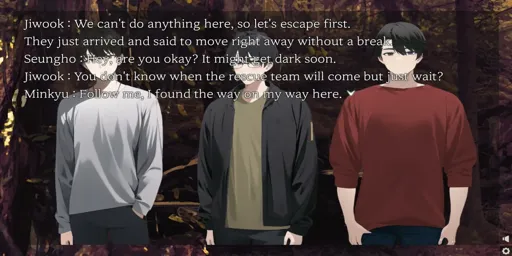 Jiwook : We can't do anything here, so let's escape first.
They just arrived and said to move right away without a break.
Seungho : Hey, are you okay? It might get dark soon.
Jiwook : You don't know when the rescue team will come but just wait?
Minkyu : Follow me, I found the way on my way here.